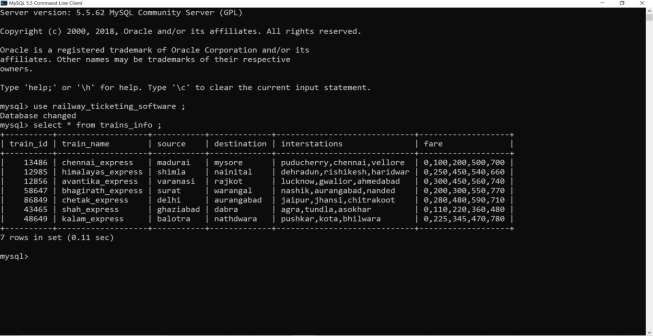 MySQL 5.5 Command Line Client
Server version: 5.5.62 MySQL Community Server (GPL)
Copyright (c) 2000, 2018, Oracle and/or its affiliates. All rights reserved.
Oracle is a registered trademark of Oracle Corporation and/or its
affiliates. Other names may be trademarks of their respective
owners.
Type 'help;' or '\h' for help. Type '\c' to clear the current input statement.
mysql> use railway_ticketing_software ;
Database changed
mysql> select * from trains_info ;
+----------+-------------------+-----------+-------------+-----------------------------+-------------------+
| train_id | train_name | source | destination | interstations | fare |
+----------+-------------------+-----------+-------------+-----------------------------+-------------------+
| 13486 | chennai_express | madurai | mysore | puducherry,chennai,vellore | 0,100,200,500,700 |
| 12985 | himalayas_express | shimla | nainital | dehradun,rishikesh,haridwar | 0,250,450,540,660 |
| 12856 | avantika_express | varanasi | rajkot | lucknow,gwalior,ahmedabad | 0,300,450,560,740 |
| 58647 | bhagirath_express | surat | warangal | nashik,aurangabad,nanded | 0,200,300,550,770 |
| 86849 | chetak_express | delhi | aurangabad | jaipur,jhansi,chitrakoot | 0,280,480,590,710 |
| 43465 | shah_express | ghaziabad | dabra | agra,tundla,asokhar | 0,110,220,360,480 |
| 48649 | kalam_express | balotra | nathdwara | pushkar,kota,bhilwara | 0,225,345,470,780 |
+----------+-------------------+-----------+-------------+-----------------------------+-------------------+
7 rows in set (0.11 sec)
mysql>